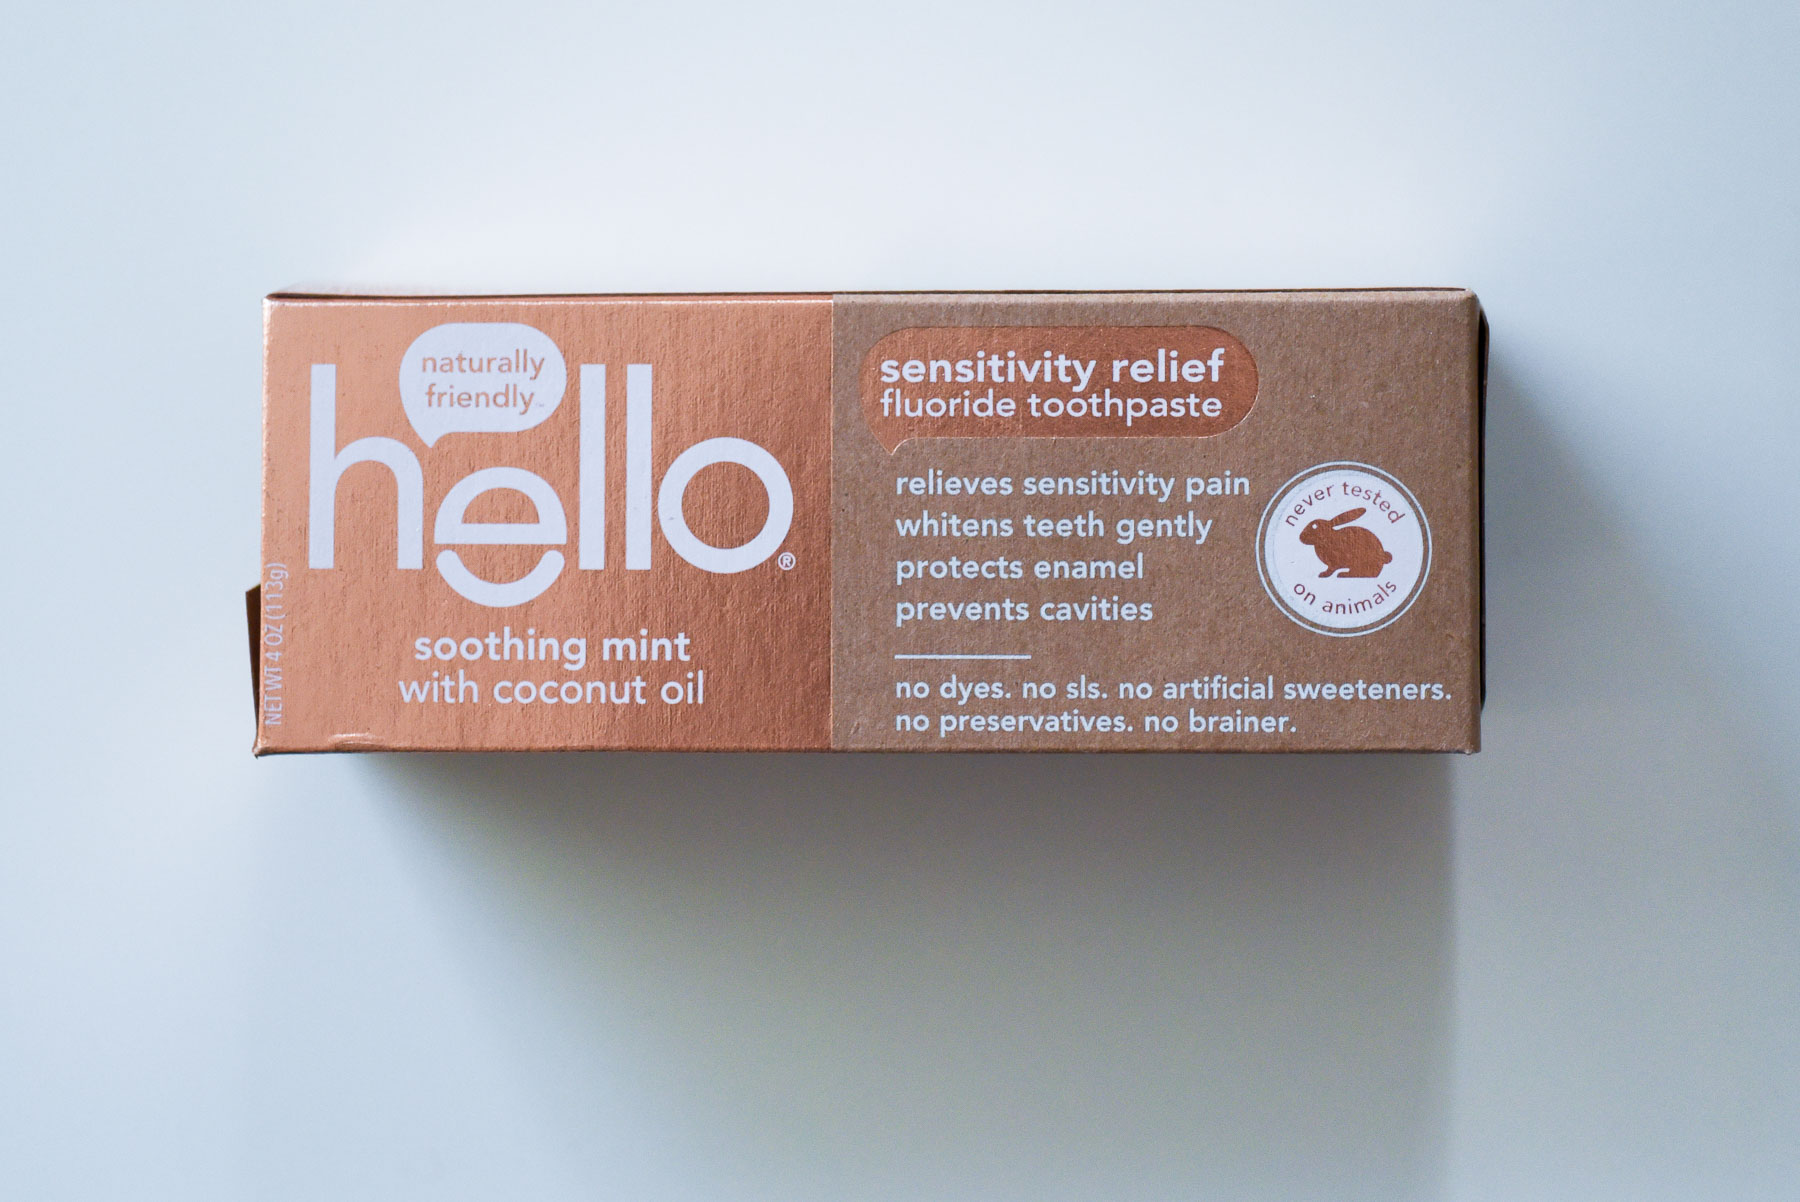 naturally
friendly™
hello®
soothing mint
with coconut oil
NET WT 4 OZ (113g)
sensitivity relief
fluoride toothpaste
relieves sensitivity pain
whitens teeth gently
protects enamel
prevents cavities
never tested
on animals
no dyes. no sls. no artificial sweeteners.
no preservatives. no brainer.